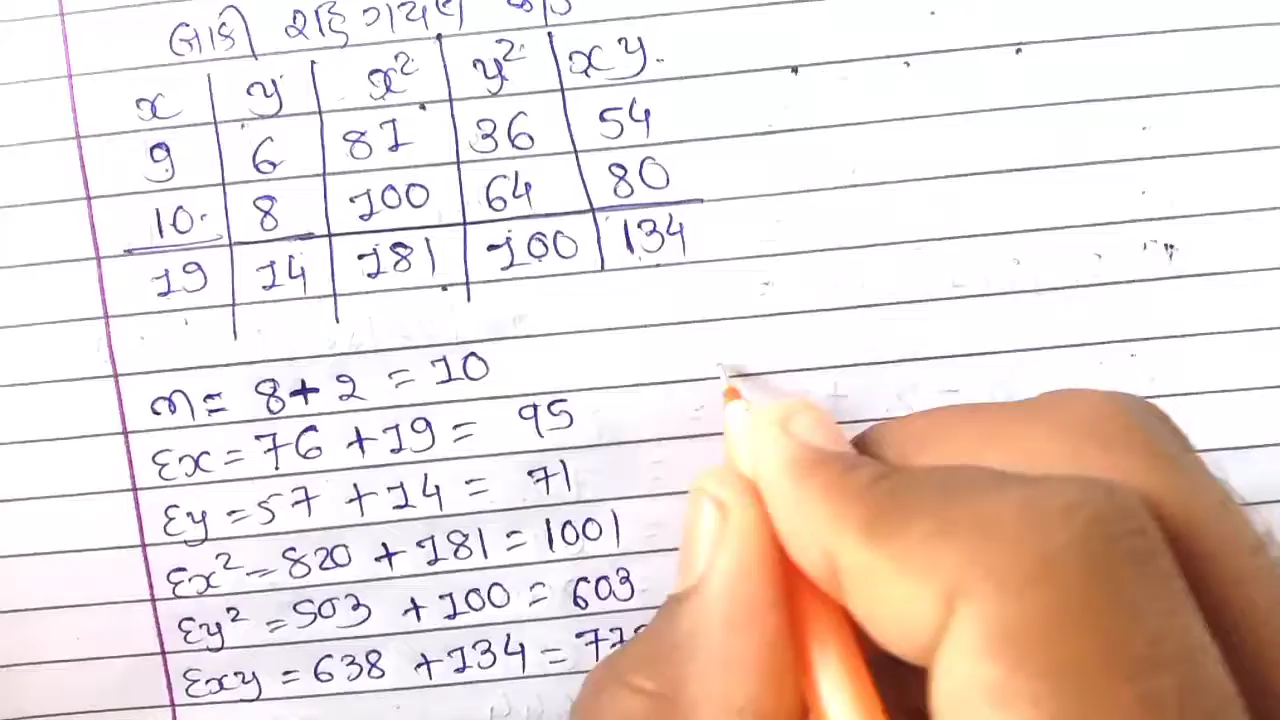 બાકી રહી ગયેલ
x y x² y² xy.
9 6 81 36 54
10. 8 100 64 80
19 14 181 100 134
n = 8+2 = 10
Σx = 76 + 19 = 95
Σy = 57 + 14 = 71
Σx² = 820 + 181 = 1001
Σy² = 503 + 100 = 603
Σxy = 638 + 134 =